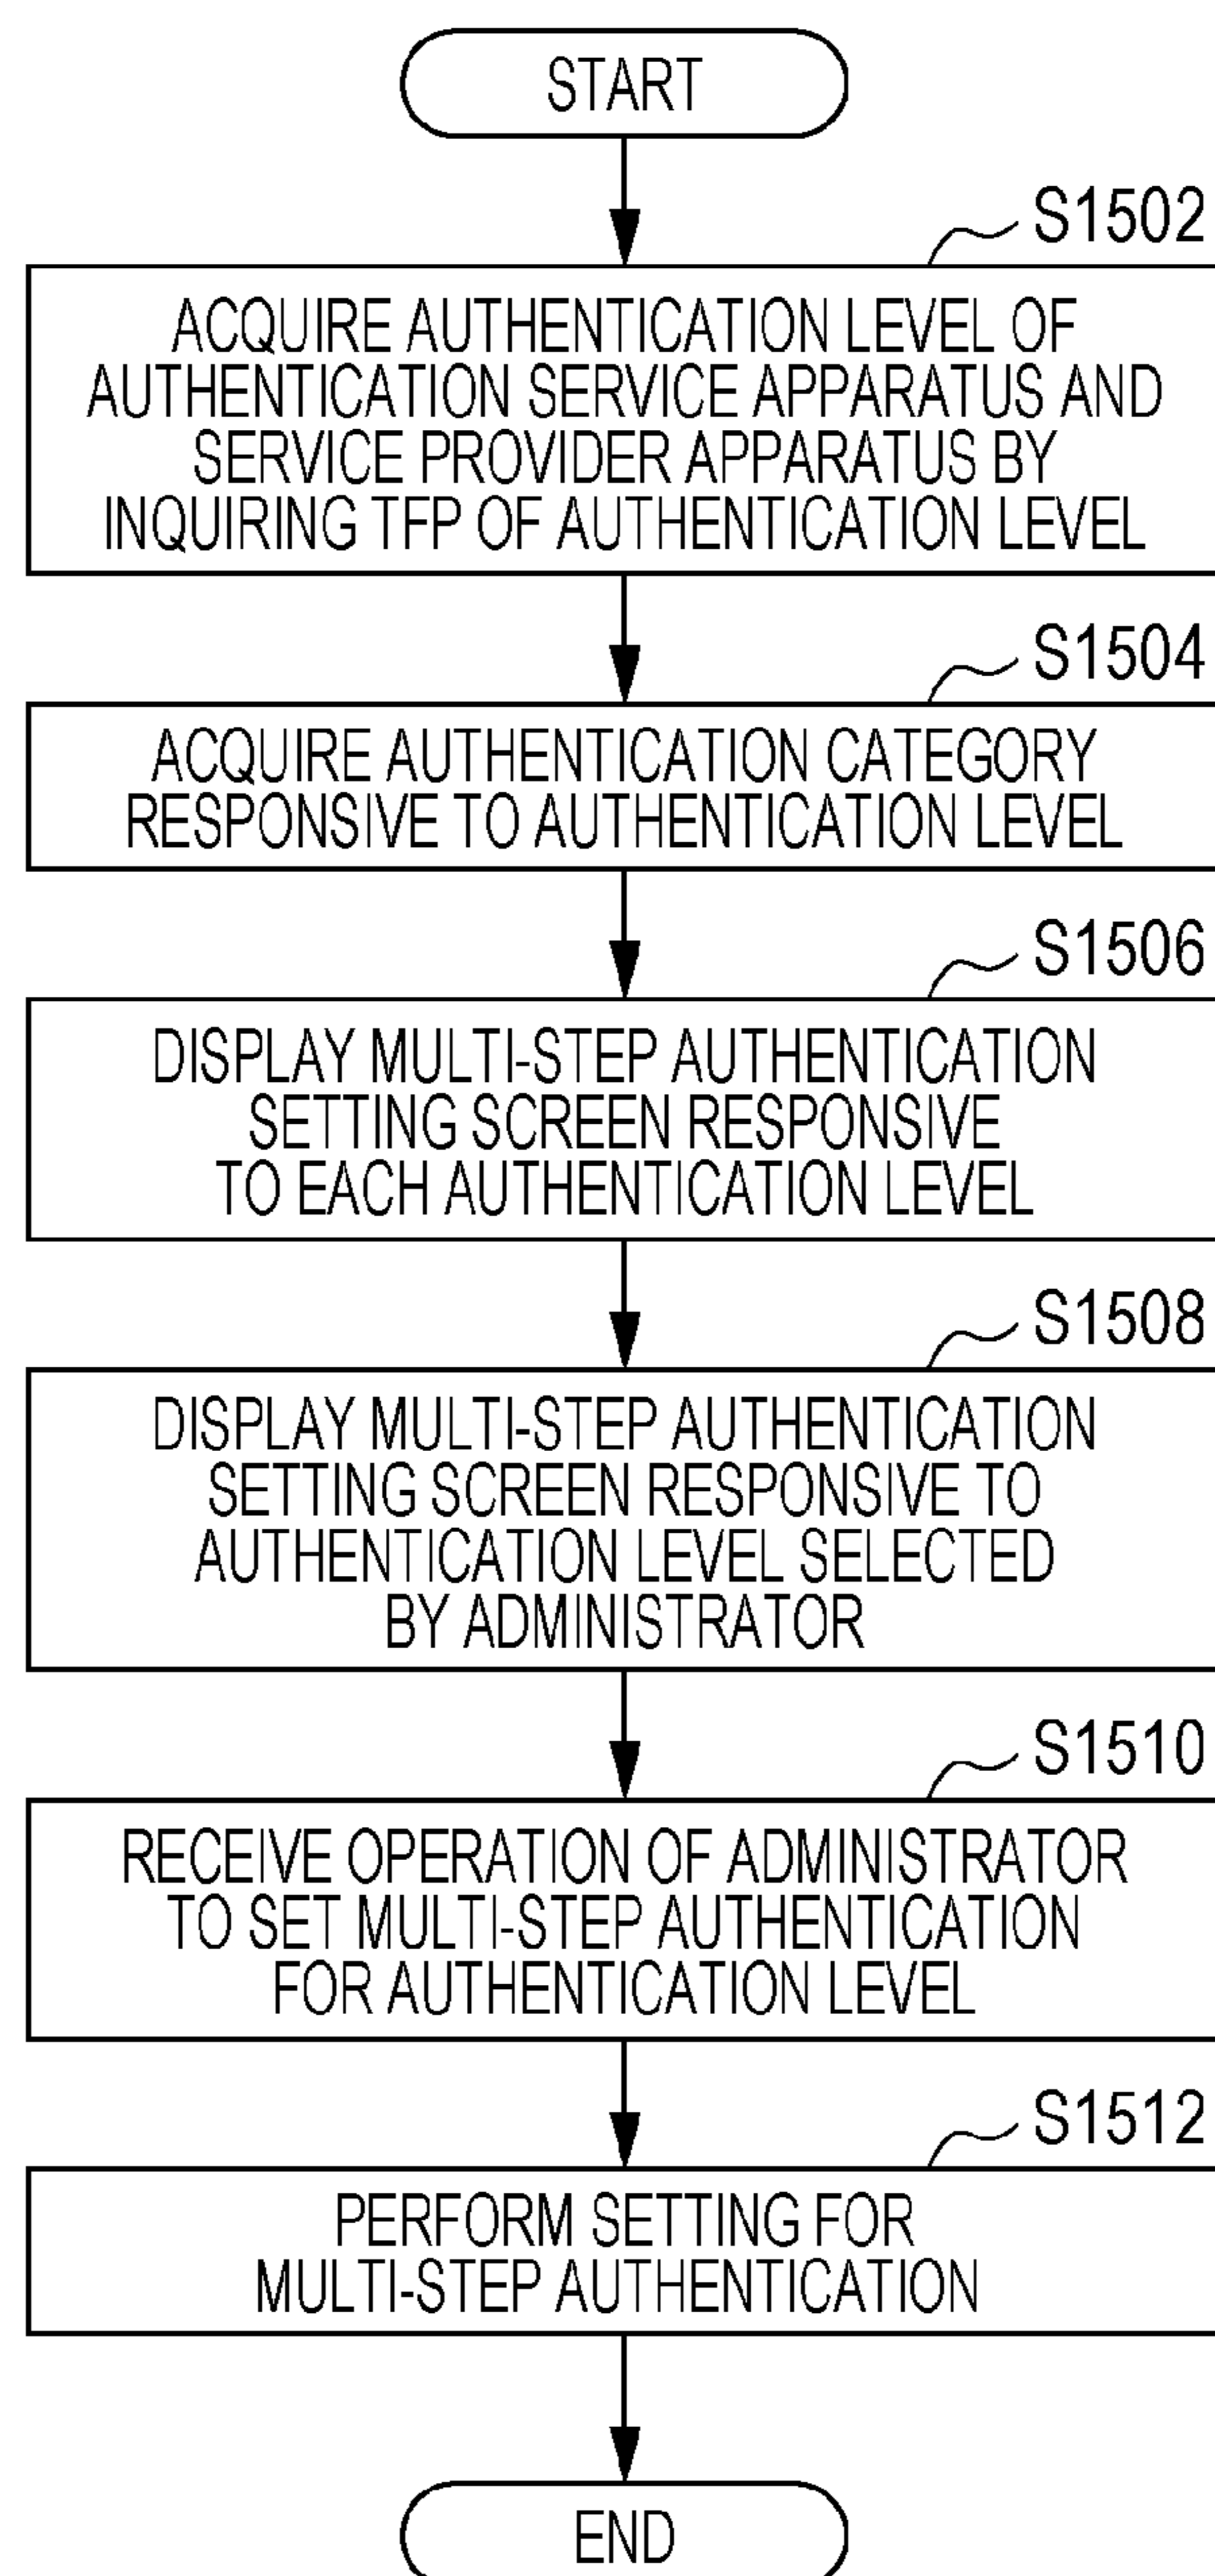 START
S1502
ACQUIRE AUTHENTICATION LEVEL OF
AUTHENTICATION SERVICE APPARATUS AND
SERVICE PROVIDER APPARATUS BY
INQUIRING TFP OF AUTHENTICATION LEVEL
S1504
ACQUIRE AUTHENTICATION CATEGORY
RESPONSIVE TO AUTHENTICATION LEVEL
S1506
DISPLAY MULTI-STEP AUTHENTICATION
SETTING SCREEN RESPONSIVE
TO EACH AUTHENTICATION LEVEL
S1508
DISPLAY MULTI-STEP AUTHENTICATION
SETTING SCREEN RESPONSIVE TO
AUTHENTICATION LEVEL SELECTED
BY ADMINISTRATOR
S1510
RECEIVE OPERATION OF ADMINISTRATOR
TO SET MULTI-STEP AUTHENTICATION
FOR AUTHENTICATION LEVEL
S1512
PERFORM SETTING FOR
MULTI-STEP AUTHENTICATION
END